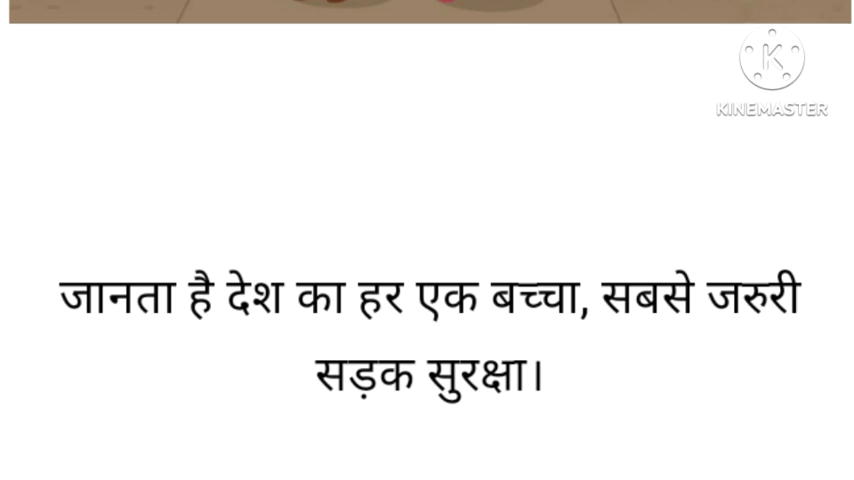 KINEMASTER
जानता है देश का हर एक बच्चा, सबसे जरुरी
सड़क सुरक्षा।